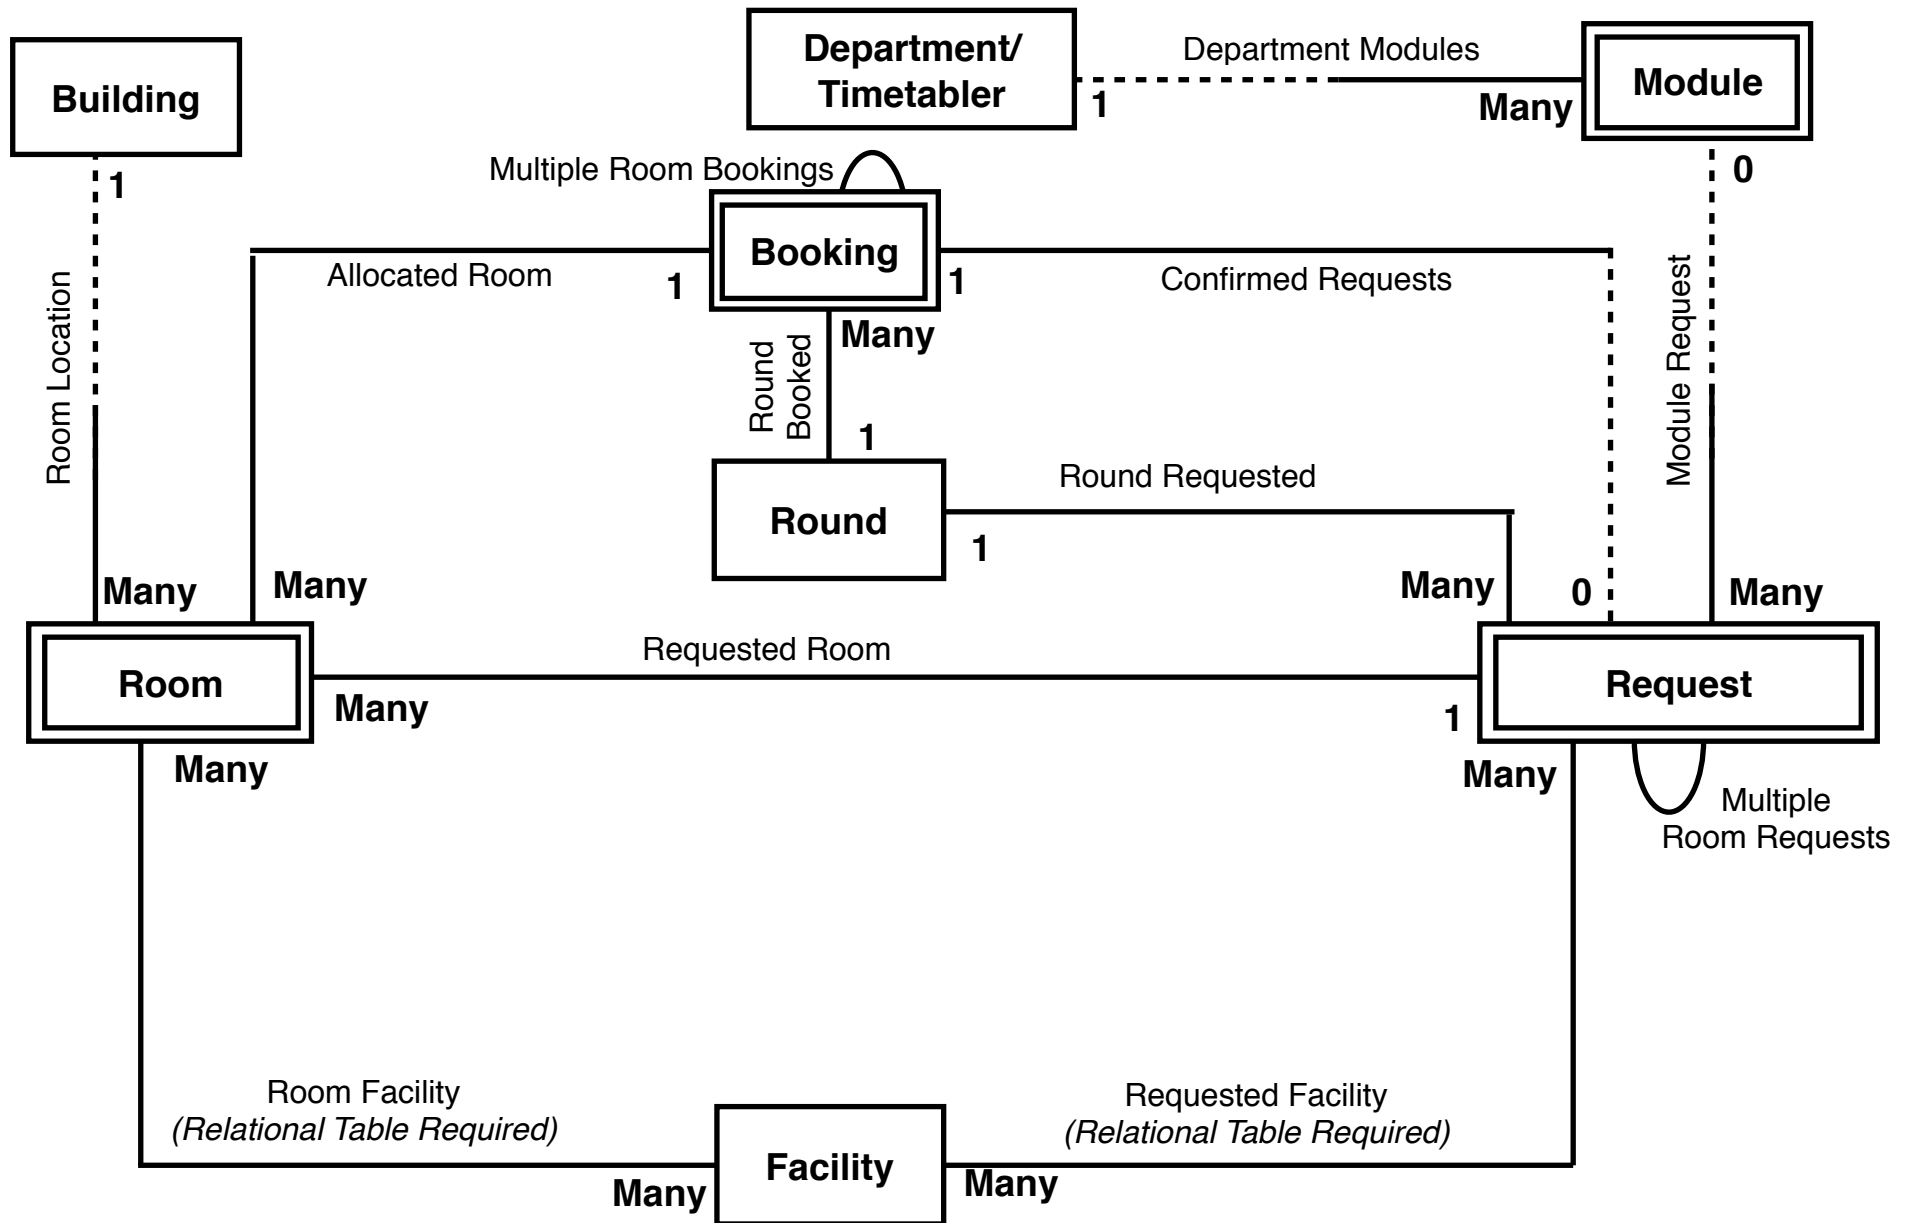 Department/
Timetabler
Department Modules
Module
Building
1
Many
1
0
Multiple Room Bookings
Booking
Allocated Room
1
1
Confirmed Requests
Many
Room Location
Round
Booked
Module Request
1
Round Requested
Round
1
Many
Many
Many
0
Many
Requested Room
Room
Many
Request
1
Many
Many
Multiple
Room Requests
Room Facility
(Relational Table Required)
Requested Facility
(Relational Table Required)
Facility
Many
Many